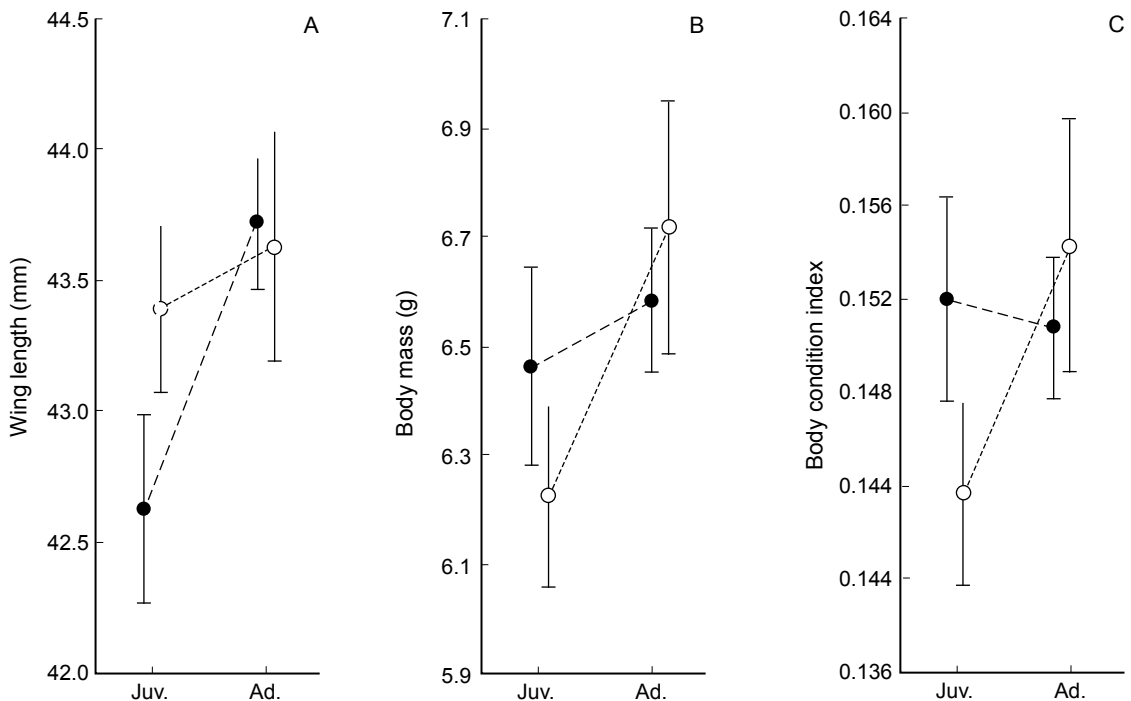 A
Wing length (mm)
44.5
44.0
43.5
43.0
42.5
42.0
Juv.
Ad.
B
Body mass (g)
7.1
6.9
6.7
6.5
6.3
6.1
5.9
Juv.
Ad.
C
Body condition index
0.164
0.160
0.156
0.152
0.148
0.144
0.144
0.136
Juv.
Ad.